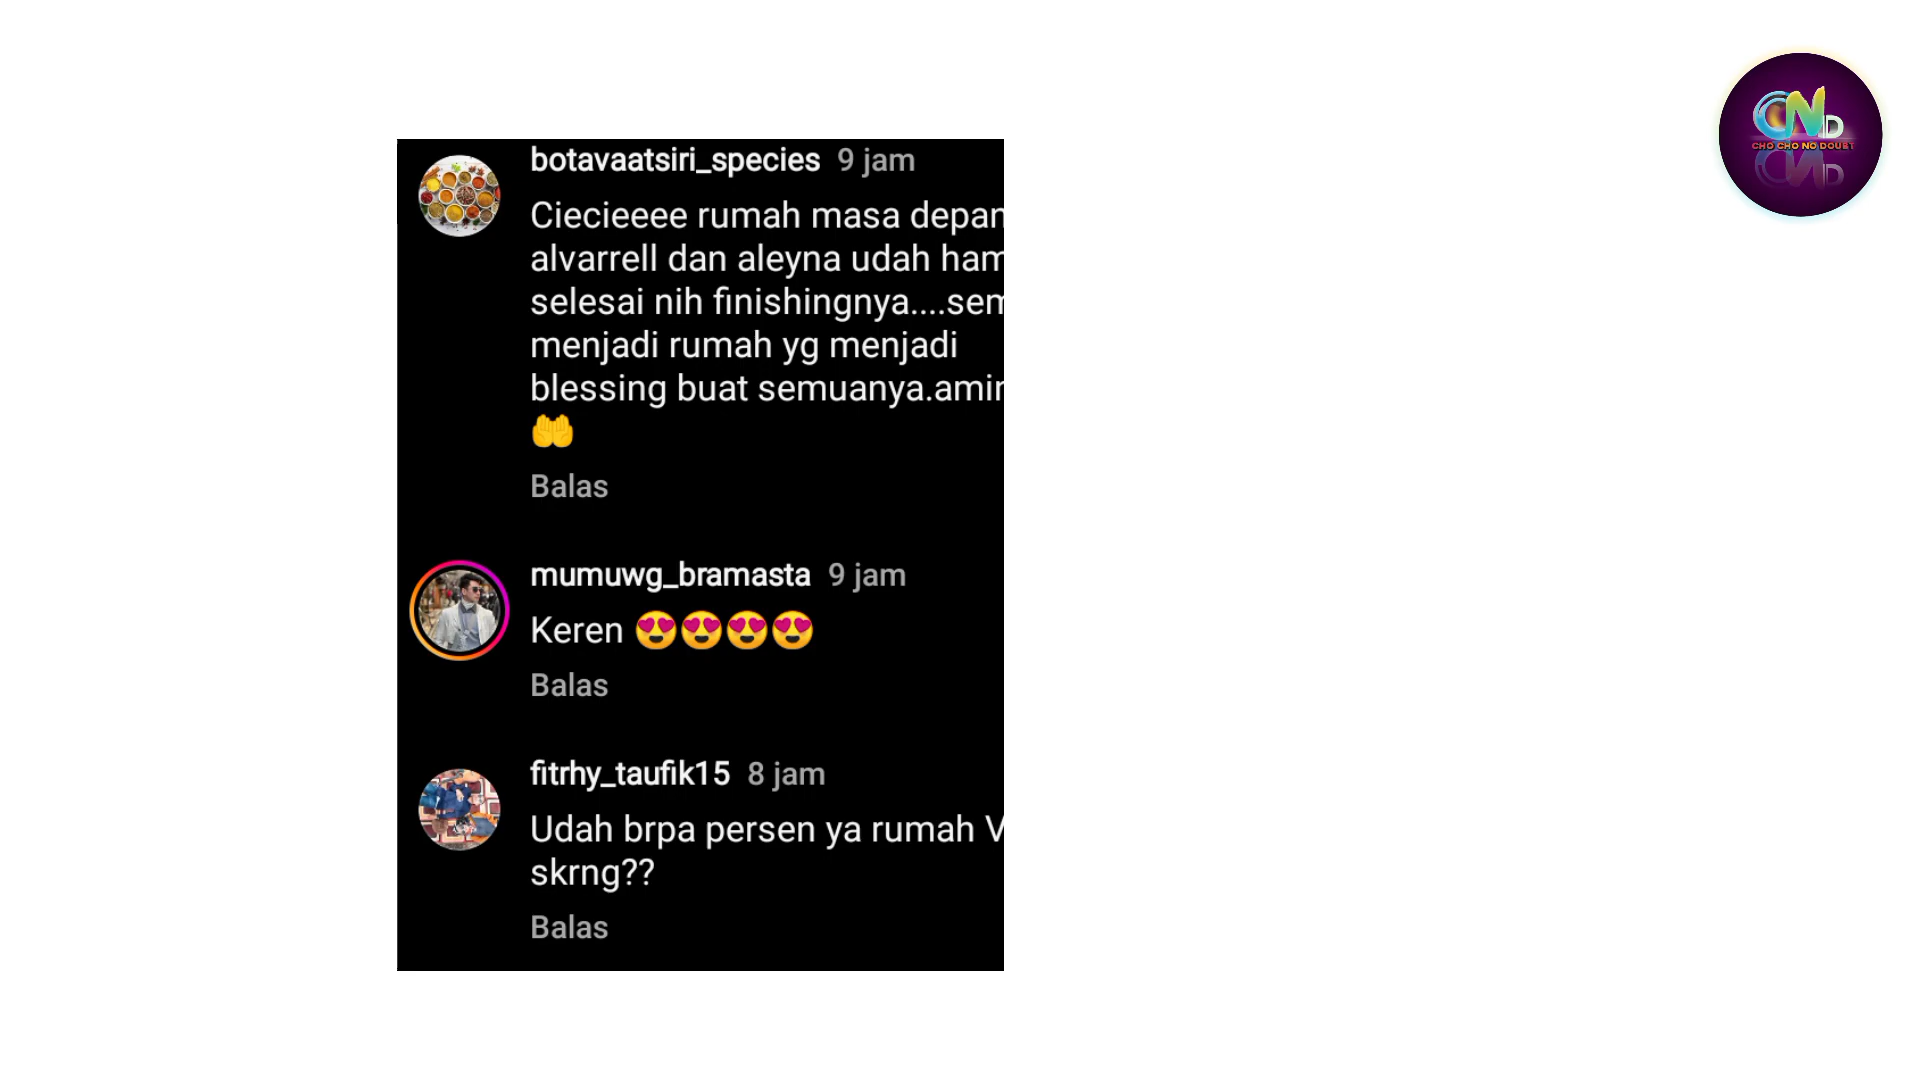 botavaatsiri_species 9 jam
Ciecieeee rumah masa depan
alvarrell dan aleyna udah ham
selesai nih finishingnya....sem
menjadi rumah yg menjadi
blessing buat semuanya.amin
🤲
Balas
mumuwg_bramasta 9 jam
Keren 😍😍😍😍
Balas
fitrhy_taufik15 8 jam
Udah brpa persen ya rumah V
skrng??
Balas
CND
CHO CHO NO DOUBT